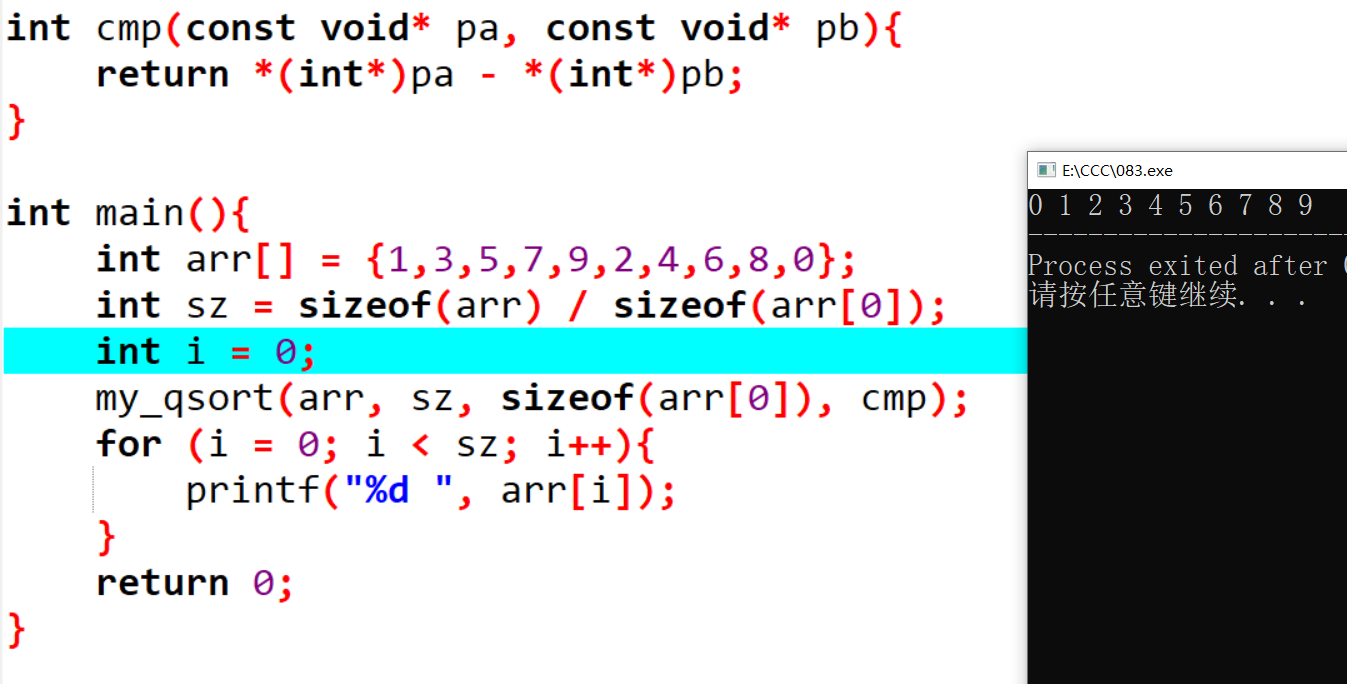 int cmp(const void* pa, const void* pb){
    return *(int*)pa - *(int*)pb;
}
int main(){
    int arr[] = {1,3,5,7,9,2,4,6,8,0};
    int sz = sizeof(arr) / sizeof(arr[0]);
    int i = 0;
    my_qsort(arr, sz, sizeof(arr[0]), cmp);
    for (i = 0; i < sz; i++){
        printf("%d ", arr[i]);
    }
    return 0;
}
E:\CCC\083.exe
0 1 2 3 4 5 6 7 8 9
--------------------
Process exited after
请按任意键继续. . .